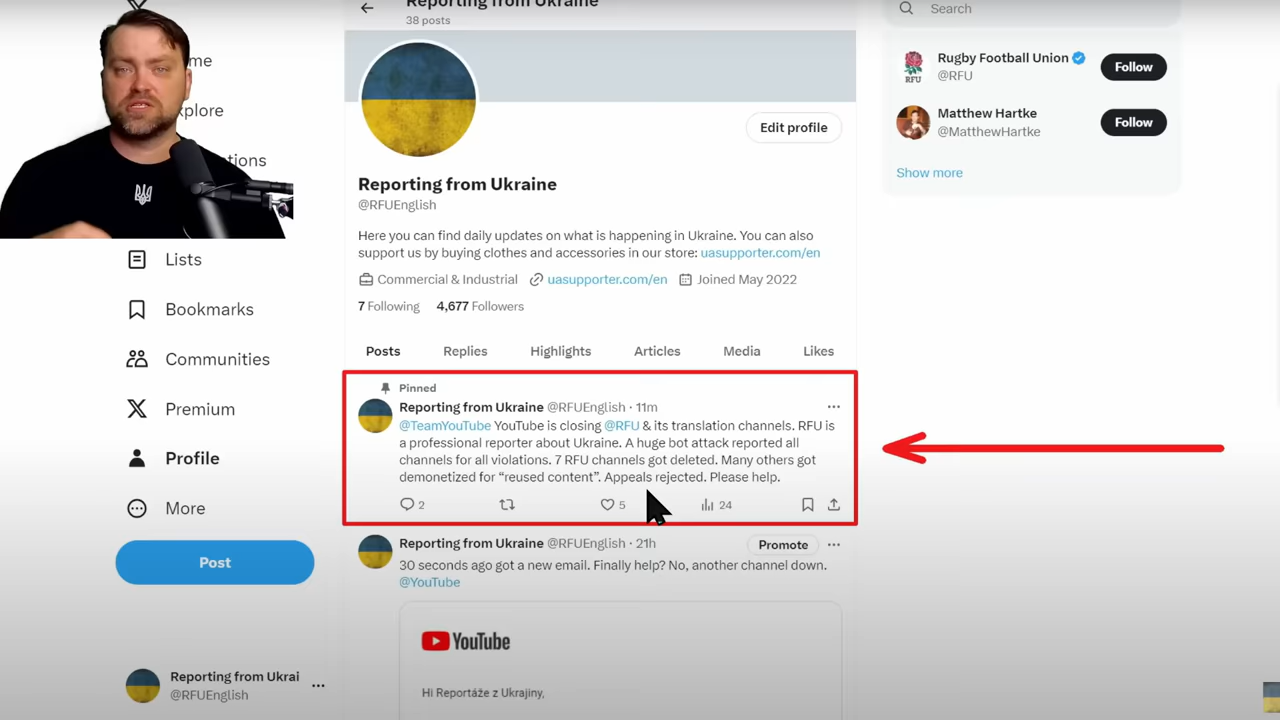 Reporting from Ukraine
38 posts
Search
me
xplore
tions
Lists
Bookmarks
Communities
Premium
Profile
More
Post
Reporting from Ukrai
@RFUEnglish
Edit profile
Reporting from Ukraine
@RFUEnglish
Here you can find daily updates on what is happening in Ukraine. You can also
support us by buying clothes and accessories in our store: uasupporter.com/en
Commercial & Industrial uasupporter.com/en Joined May 2022
7 Following 4,677 Followers
Posts Replies Highlights Articles Media Likes
Pinned
Reporting from Ukraine @RFUEnglish · 11m
@TeamYouTube YouTube is closing @RFU & its translation channels. RFU is
a professional reporter about Ukraine. A huge bot attack reported all
channels for all violations. 7 RFU channels got deleted. Many others got
demonetized for “reused content”. Appeals rejected. Please help.
2 5 24
Reporting from Ukraine @RFUEnglish · 21h Promote
30 seconds ago got a new email. Finally help? No, another channel down.
@YouTube
YouTube
Hi Reportáže z Ukrajiny,
RFU
Rugby Football Union
@RFU
Follow
Matthew Hartke
@MatthewHartke
Follow
Show more